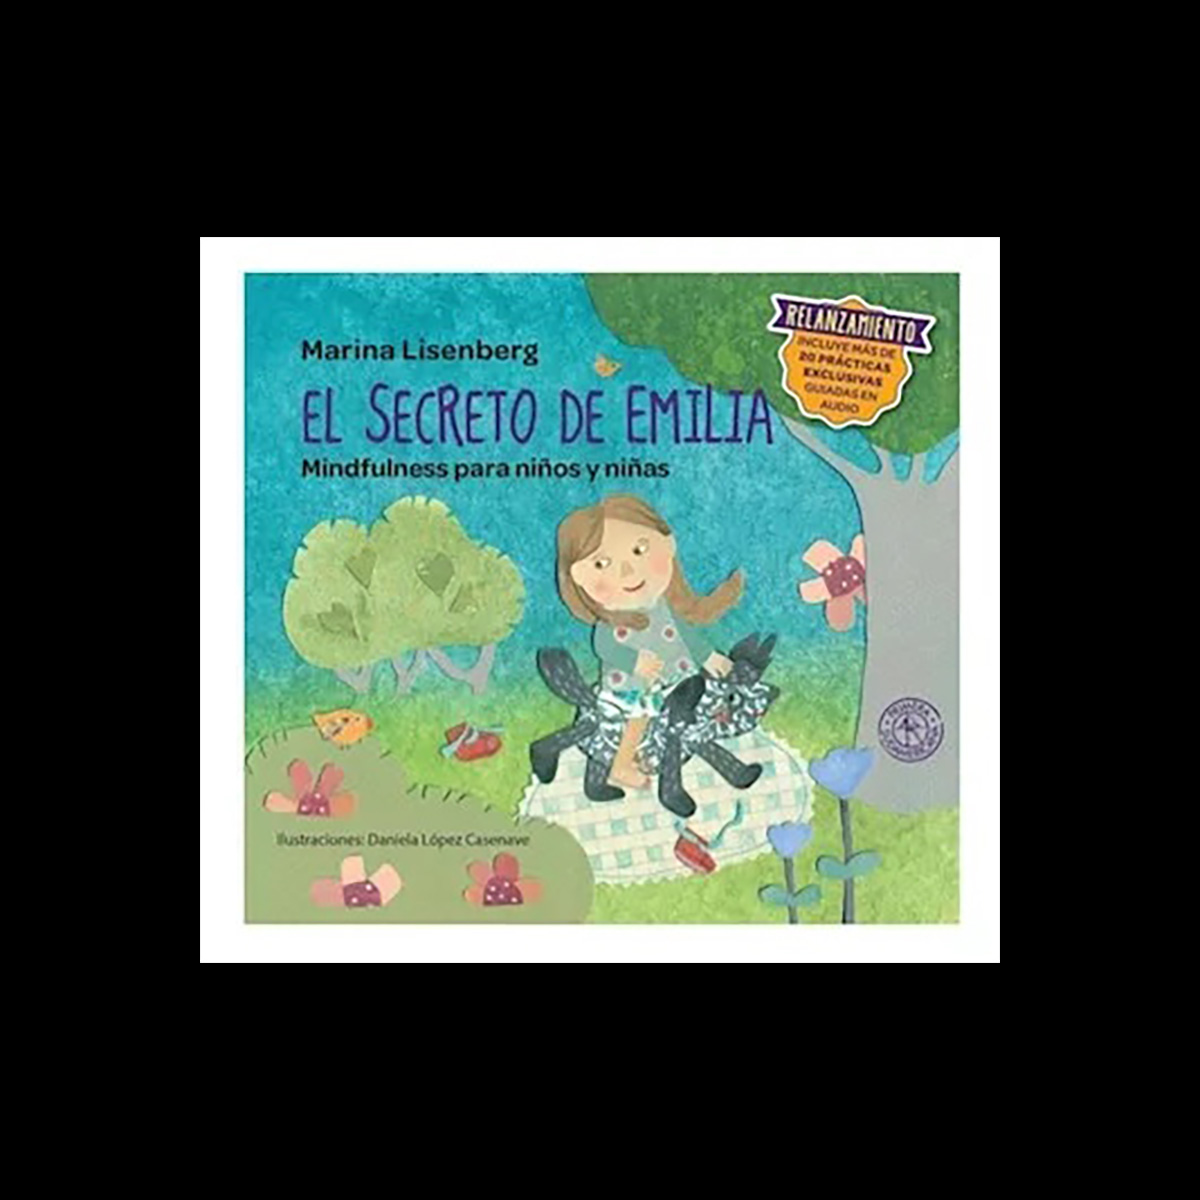 RELANZAMIENTO
INCLUYE MÁS DE
20 PRÁCTICAS
EXCLUSIVAS
GUIADAS EN
AUDIO
Marina Lisenberg
EL SECRETO DE EMILIA
Mindfulness para niños y niñas
Ilustraciones: Daniela López Casenave